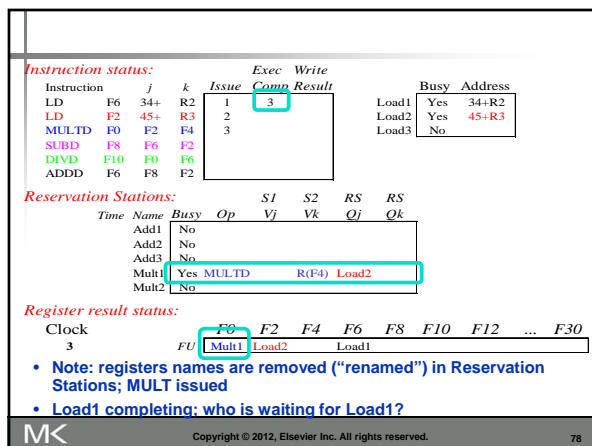 Instruction status: Exec Write
Instruction j k Issue Comp Result Busy Address
LD F6 34+ R2 1 3 Load1 Yes 34+R2
LD F2 45+ R3 2 Load2 Yes 45+R3
MULTD F0 F2 F4 3 Load3 No
SUBD F8 F6 F2
DIVD F10 F0 F6
ADDD F6 F8 F2
Reservation Stations: S1 S2 RS RS
Time Name Busy Op Vj Vk Qj Qk
Add1 No
Add2 No
Add3 No
Mult1 Yes MULTD R(F4) Load2
Mult2 No
Register result status:
Clock F0 F2 F4 F6 F8 F10 F12 ... F30
3 FU Mult1 Load2 Load1
• Note: registers names are removed (“renamed”) in Reservation
Stations; MULT issued
• Load1 completing; who is waiting for Load1?
MK Copyright © 2012, Elsevier Inc. All rights reserved. 78